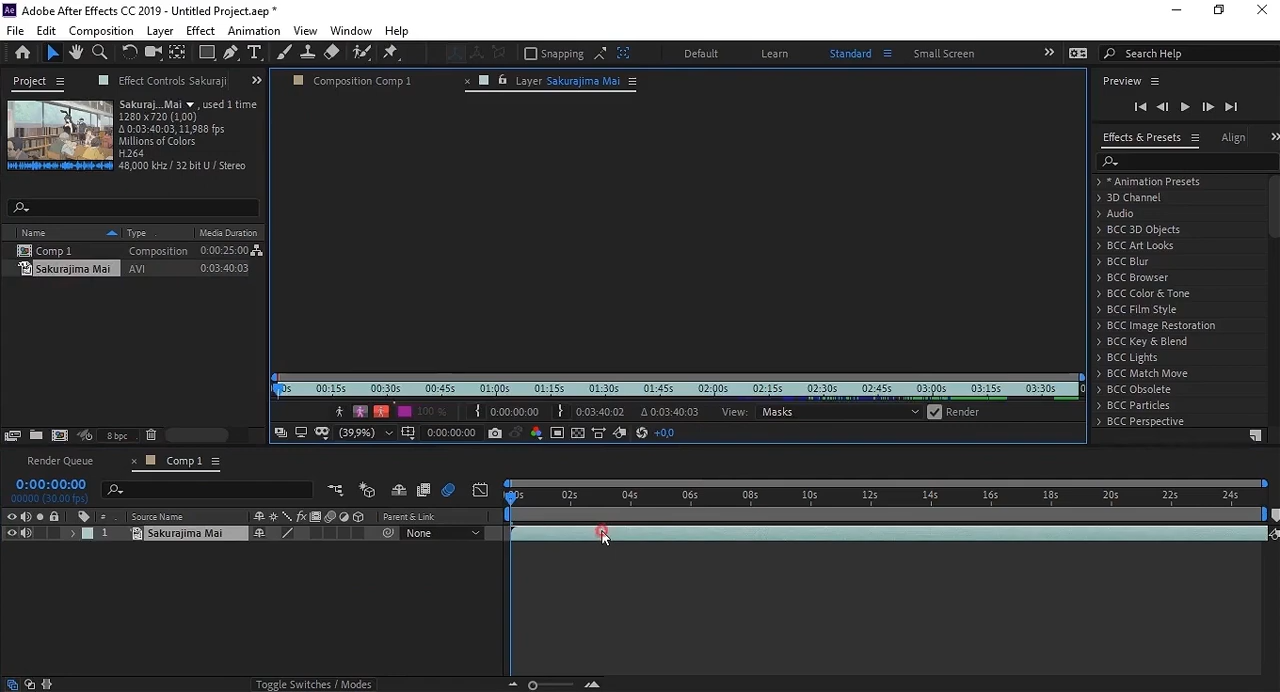 Adobe After Effects CC 2019 - Untitled Project.aep *
File Edit Composition Layer Effect Animation View Window Help
Snapping Default Learn Standard Small Screen Search Help
Project Effect Controls Sakuraji
Composition Comp 1 Layer Sakurajima Mai
Preview
Sakuraj...Mai , used 1 time
1280 x 720 (1,00)
Δ 0:03:40:03, 11,988 fps
Millions of Colors
H.264
48,000 kHz / 32 bit U / Stereo
Effects & Presets Align
* Animation Presets
3D Channel
Audio
BCC 3D Objects
BCC Art Looks
BCC Blur
BCC Browser
BCC Color & Tone
BCC Film Style
BCC Image Restoration
BCC Key & Blend
BCC Lights
BCC Match Move
BCC Obsolete
BCC Particles
BCC Perspective
Name Type Media Duration
Comp 1 Composition 0:00:25:00
Sakurajima Mai AVI 0:03:40:03
00:15s 00:30s 00:45s 01:00s 01:15s 01:30s 01:45s 02:00s 02:15s 02:30s 02:45s 03:00s 03:15s 03:30s
100 % 0:00:00:00 0:03:40:02 Δ 0:03:40:03 View: Masks Render
8 bpc (39,9%) 0:00:00:00 +0,0
Render Queue Comp 1
0:00:00:00
00000 (30.00 fps)
02s 04s 06s 08s 10s 12s 14s 16s 18s 20s 22s 24s
# Source Name fx Parent & Link
1 Sakurajima Mai None
Toggle Switches / Modes